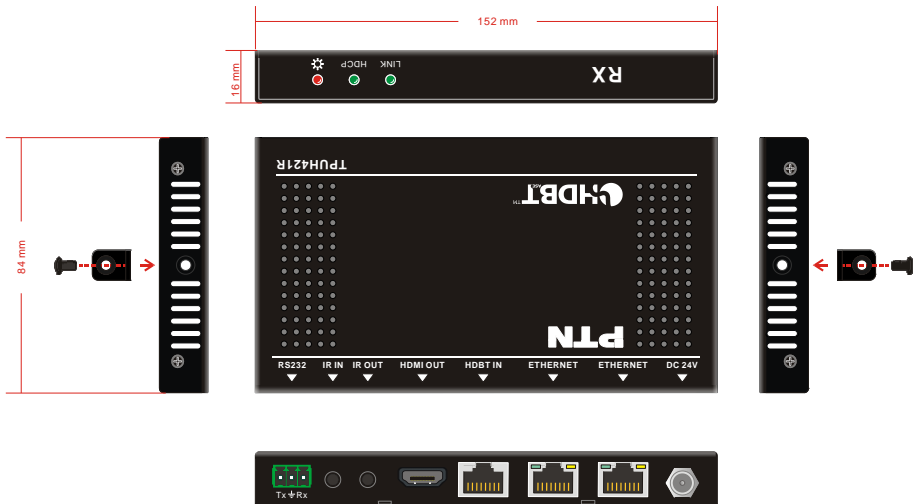 152 mm
16 mm
HDCP
LINK
RX
84 mm
TPUH421R
HDBT ™
PTN
RS232 IR IN IR OUT HDMI OUT HDBT IN ETHERNET ETHERNET DC 24V
Tx Rx